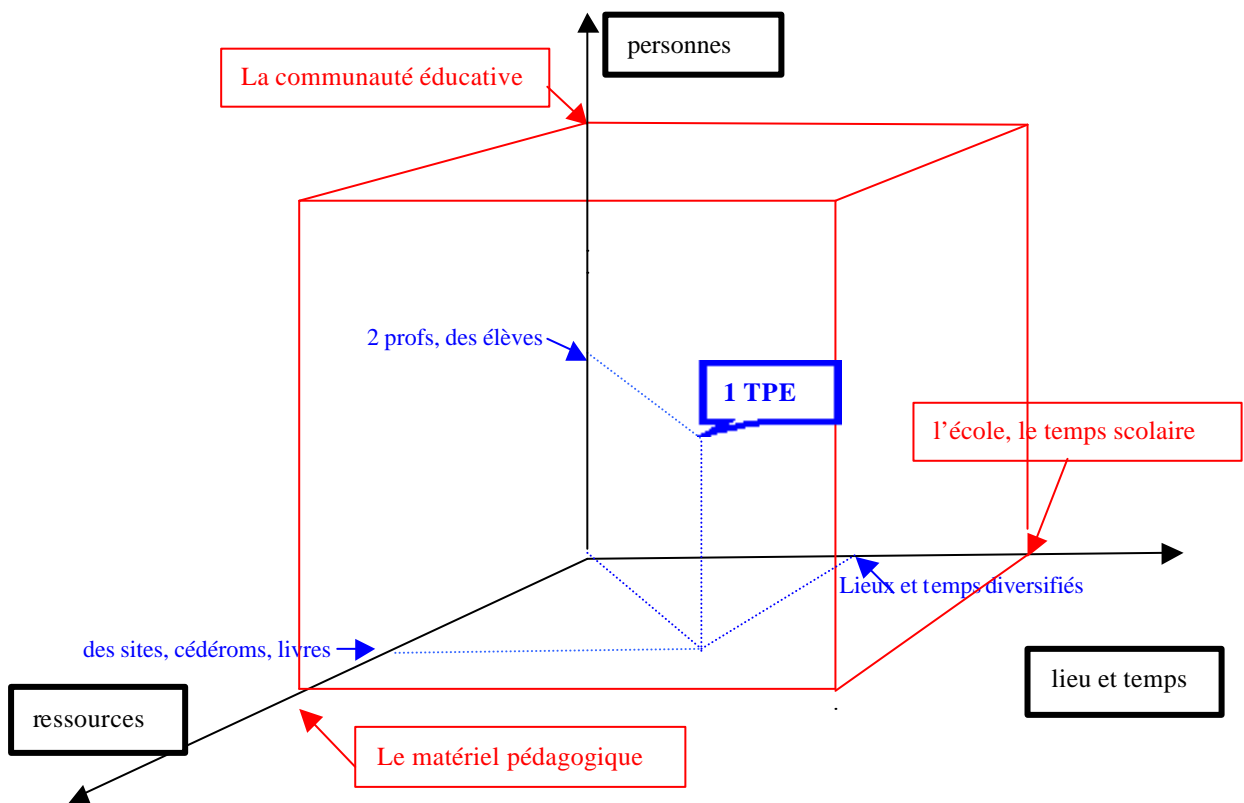 personnes
La communauté éducative
2 profs, des élèves
1 TPE
l'école, le temps scolaire
Lieux et temps diversifiés
des sites, cédéroms, livres
lieu et temps
ressources
Le matériel pédagogique